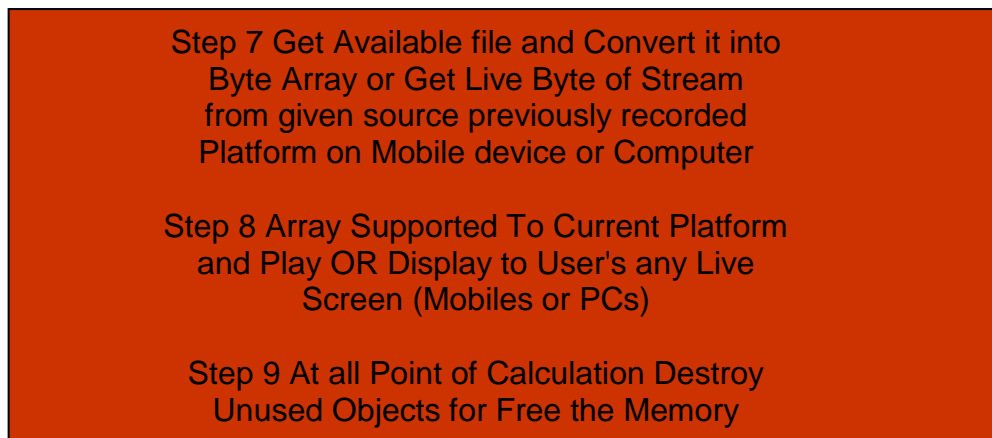 Step 7 Get Available file and Convert it into
Byte Array or Get Live Byte of Stream
from given source previously recorded
Platform on Mobile device or Computer
Step 8 Array Supported To Current Platform
and Play OR Display to User's any Live
Screen (Mobiles or PCs)
Step 9 At all Point of Calculation Destroy
Unused Objects for Free the Memory